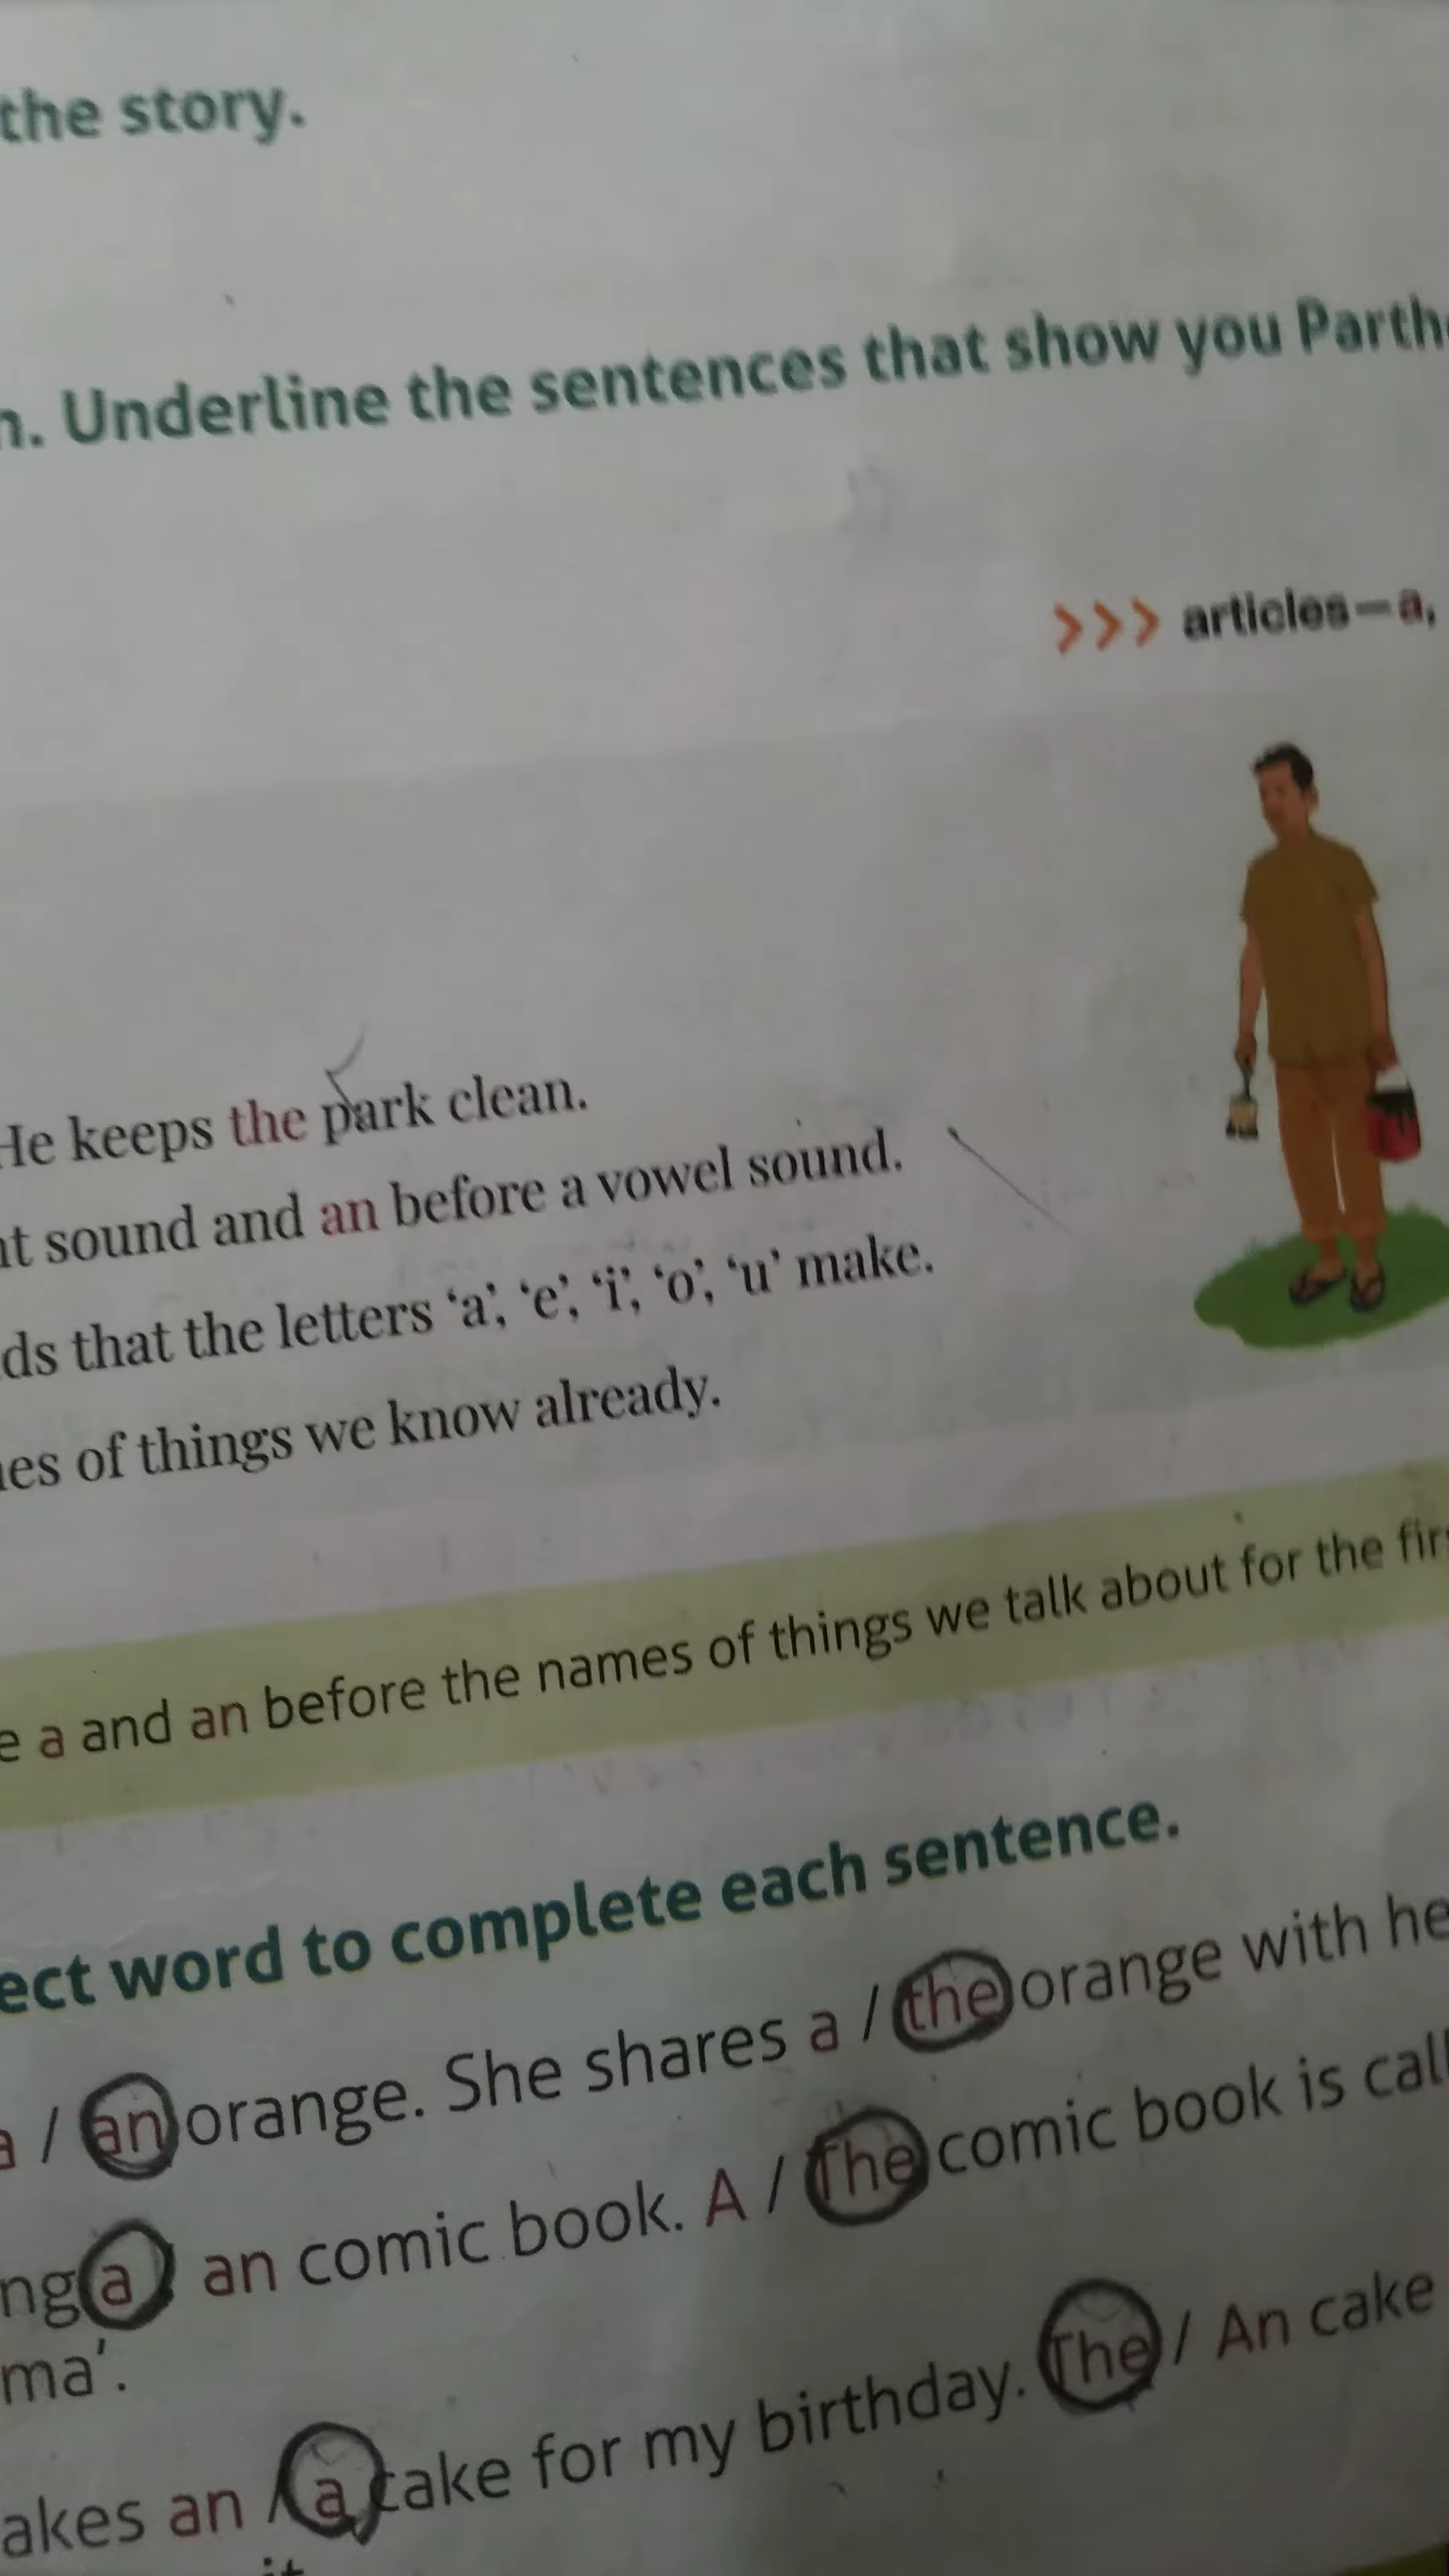 the story.
n. Underline the sentences that show you Parth
>>> articles—a,
He keeps the park clean.
nt sound and an before a vowel sound.
ds that the letters ‘a’, ‘e’, ‘i’, ‘o’, ‘u’ make.
es of things we know already.
e a and an before the names of things we talk about for the fir
ect word to complete each sentence.
a / an orange. She shares a / the orange with he
ng a / an comic book. A / The comic book is call
ma’.
akes an / a cake for my birthday. The / An cake
it